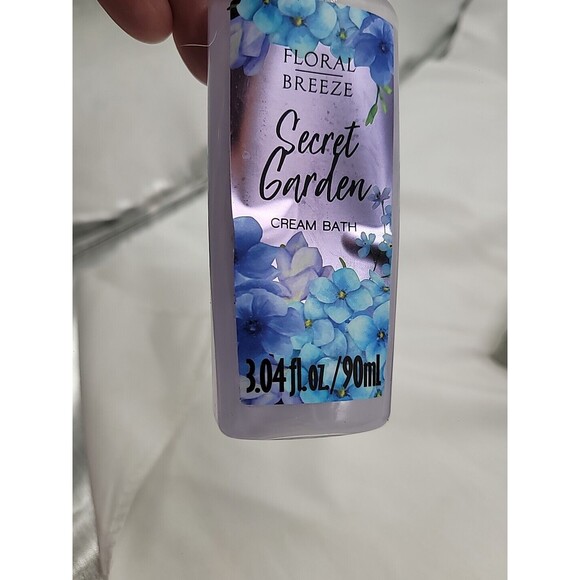 FLORAL
BREEZE
Secret
Garden
CREAM BATH
3.04 fl.oz./90ml